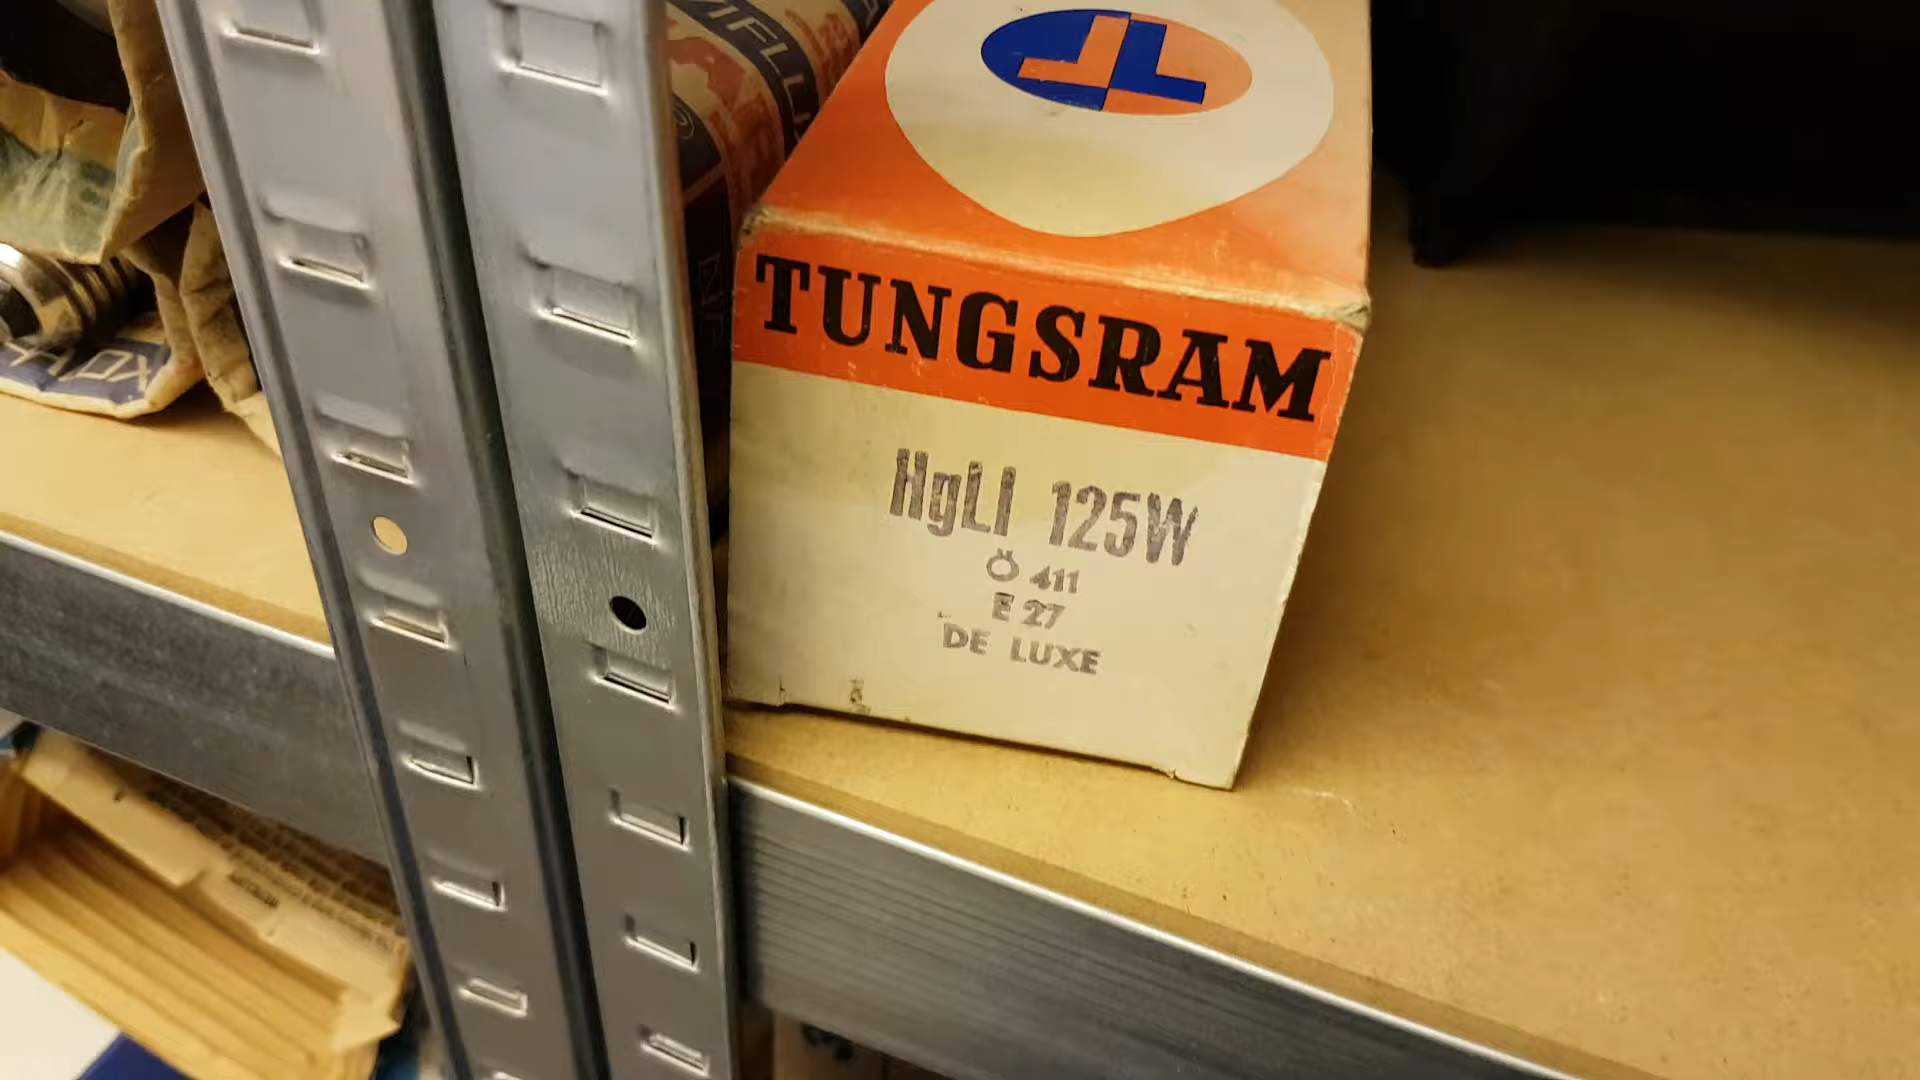 TUNGSRAM
HgLI 125W
Ö 411
E 27
DE LUXE